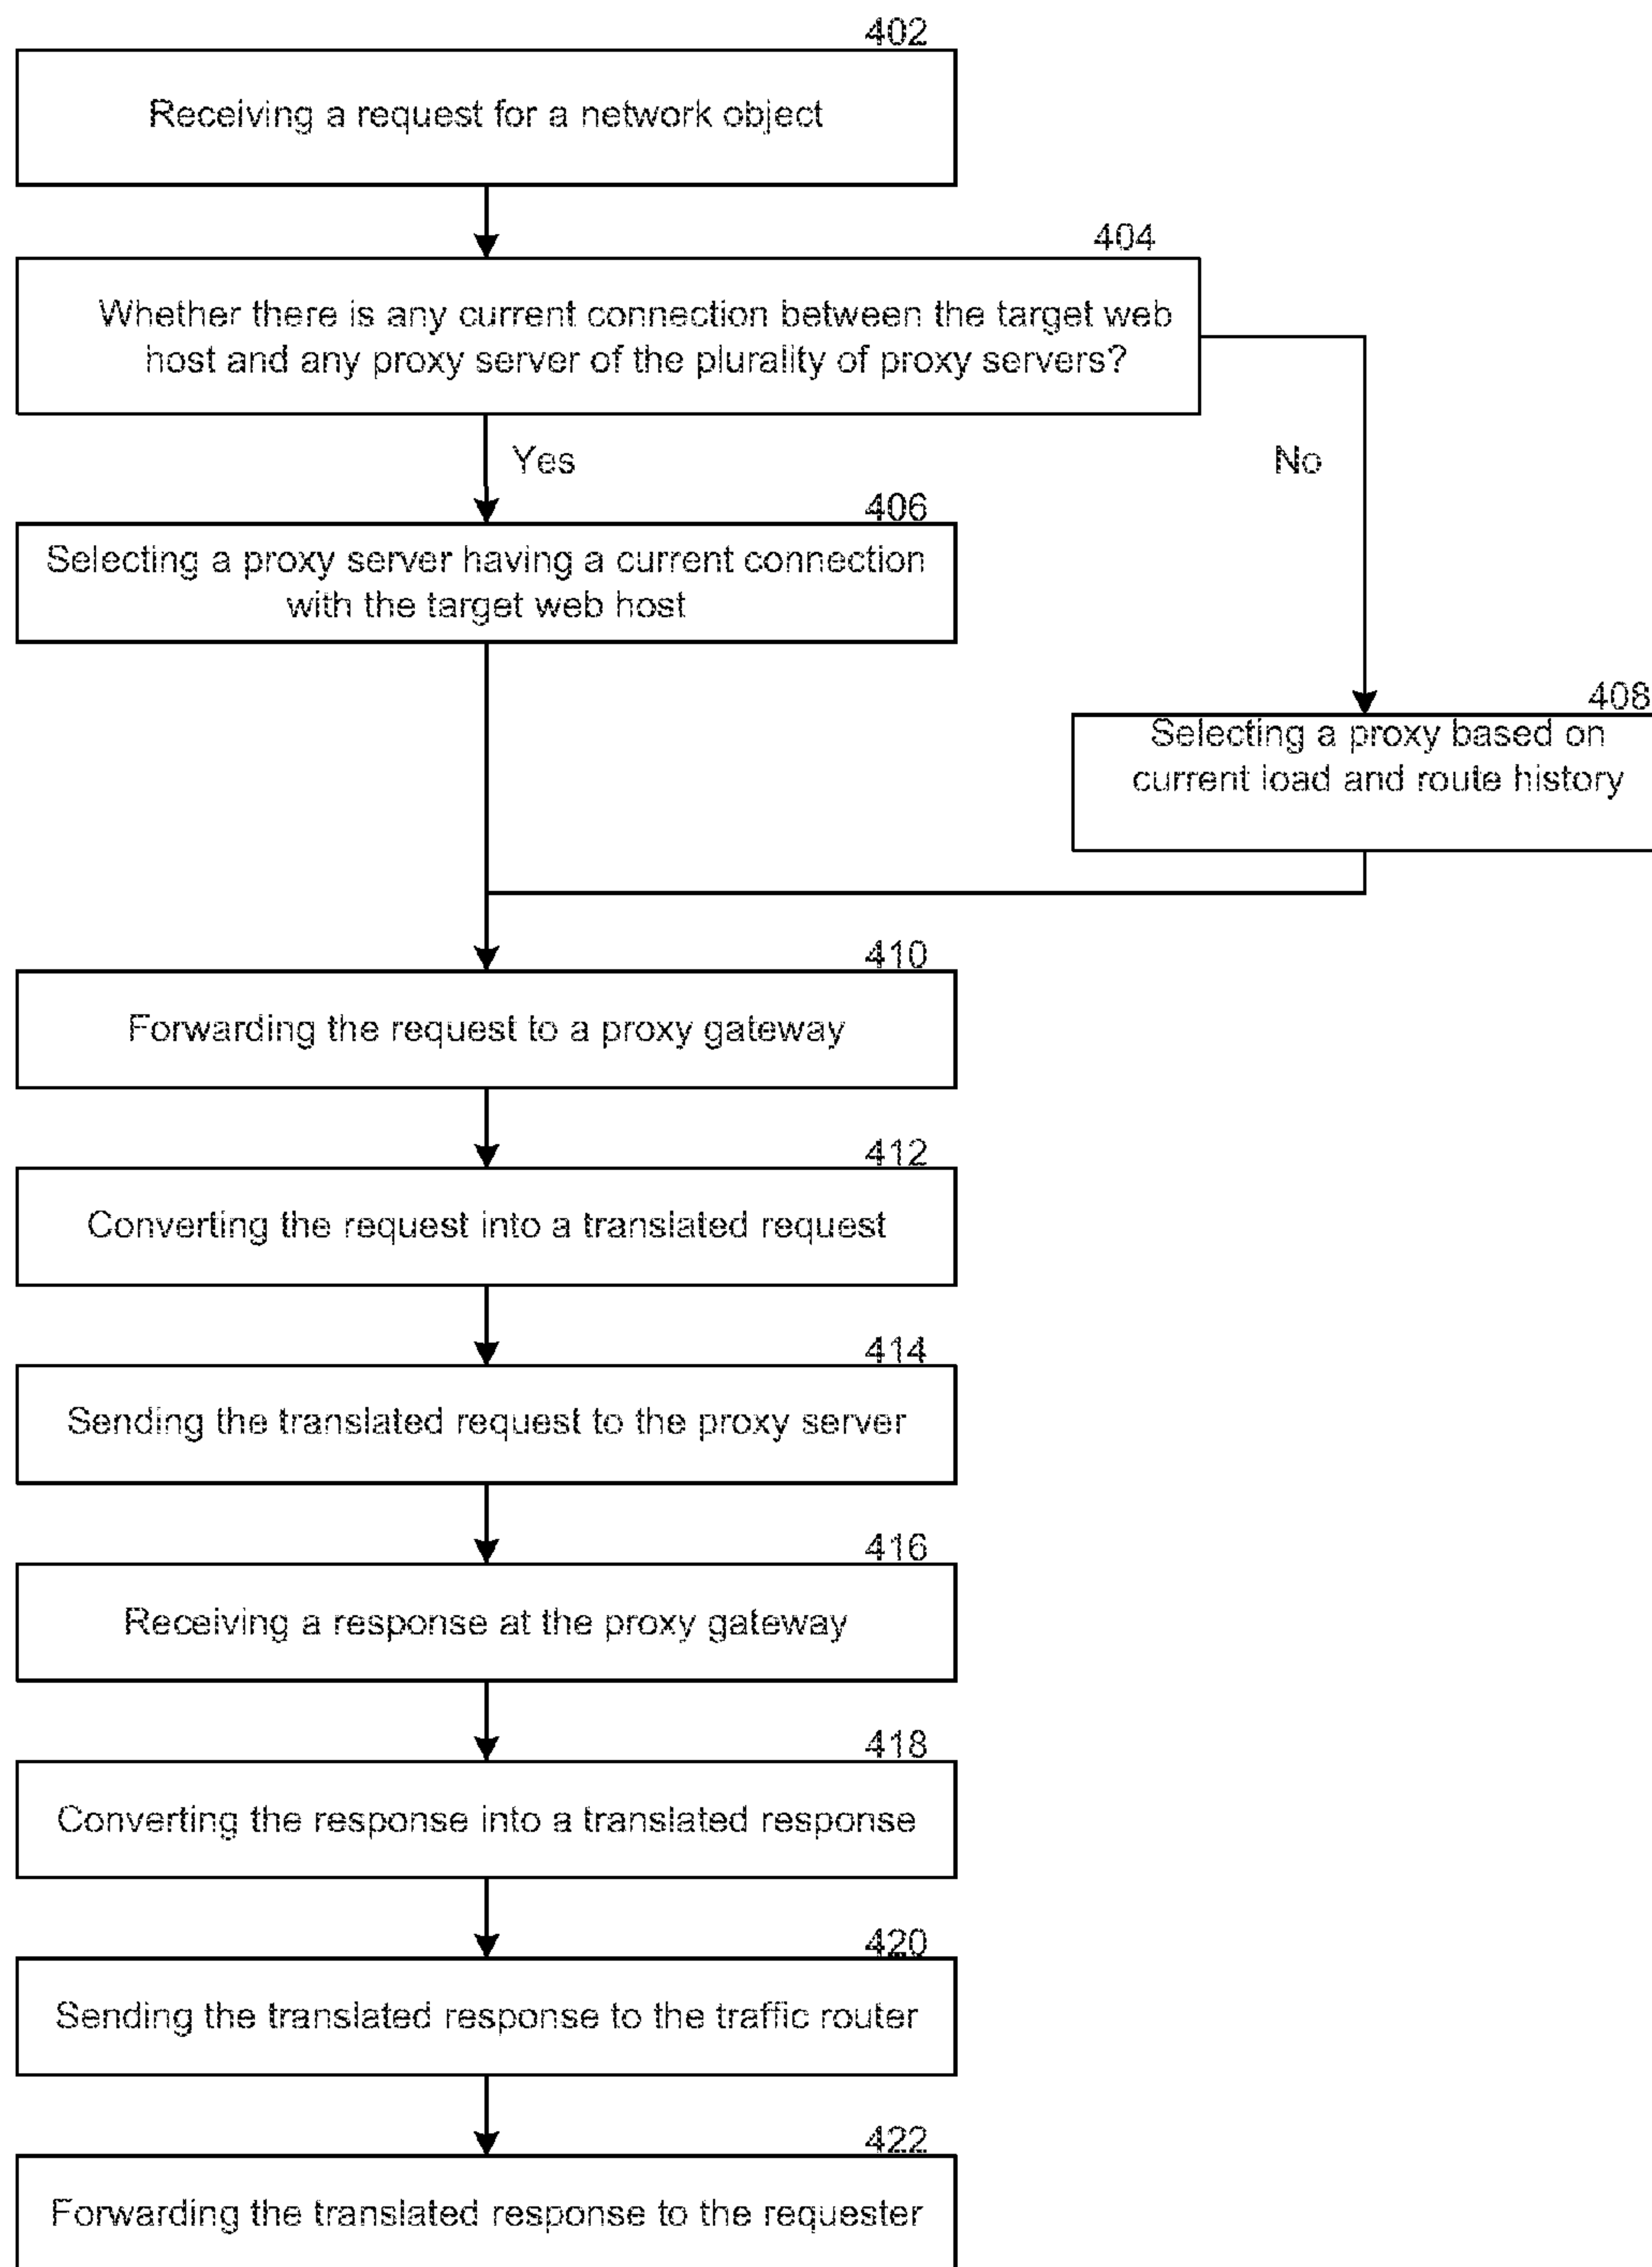 402
Receiving a request for a network object
404
Whether there is any current connection between the target web
host and any proxy server of the plurality of proxy servers?
Yes
No
406
Selecting a proxy server having a current connection
with the target web host
408
Selecting a proxy based on
current load and route history
410
Forwarding the request to a proxy gateway
412
Converting the request into a translated request
414
Sending the translated request to the proxy server
416
Receiving a response at the proxy gateway
418
Converting the response into a translated response
420
Sending the translated response to the traffic router
422
Forwarding the translated response to the requester